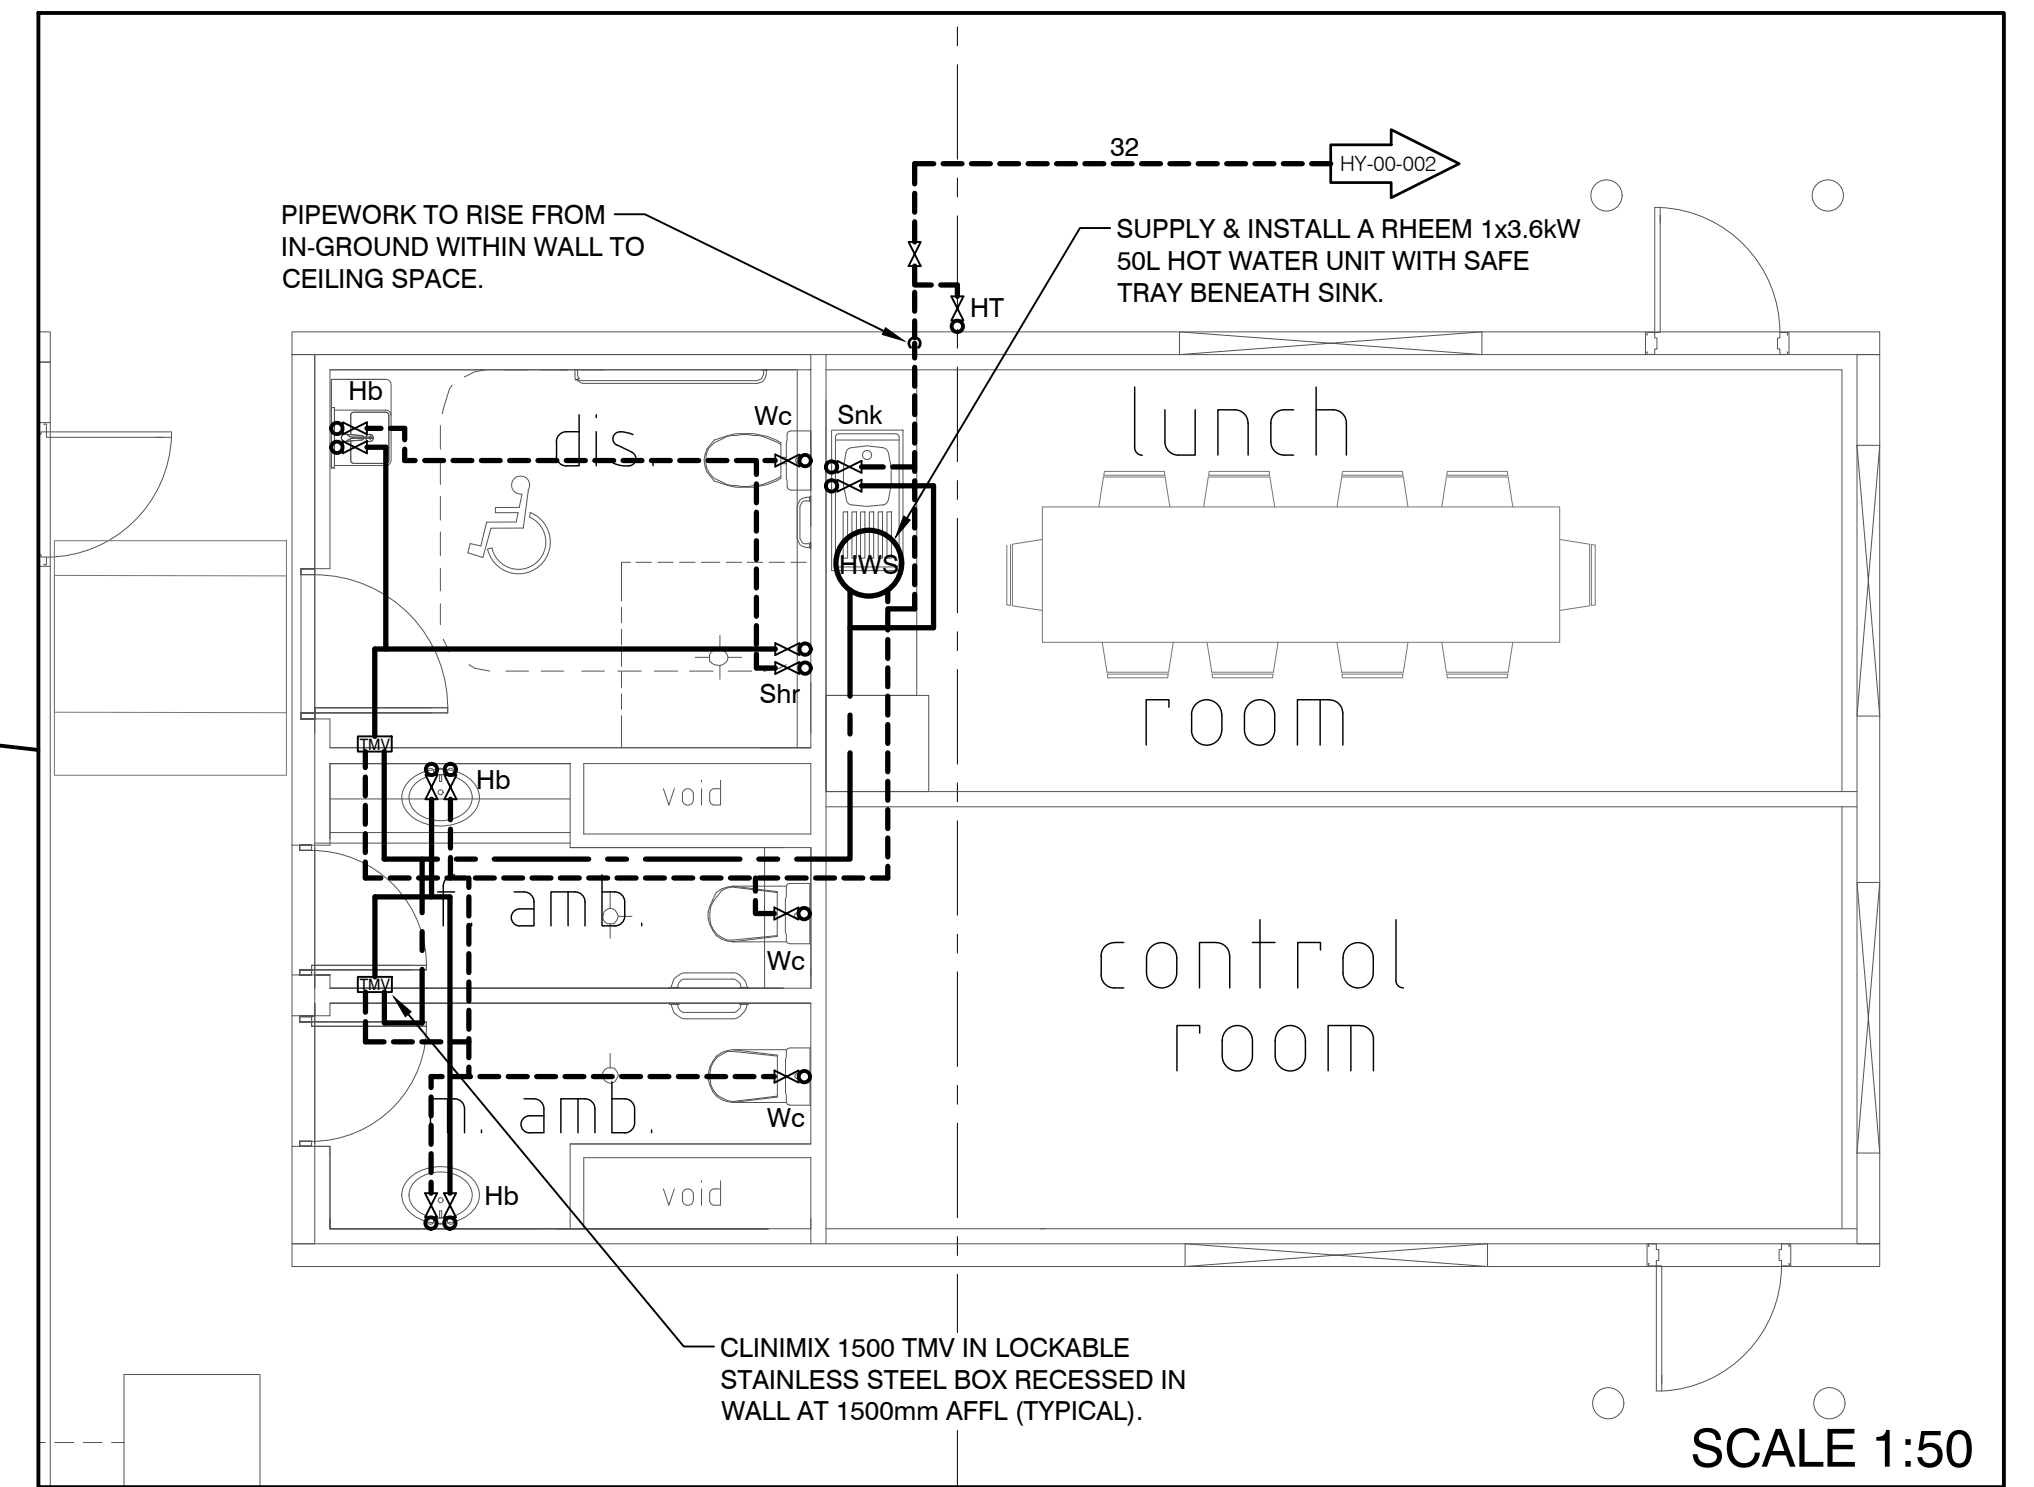 32
HY-00-002
PIPEWORK TO RISE FROM
IN-GROUND WITHIN WALL TO
CEILING SPACE.
SUPPLY & INSTALL A RHEEM 1x3.6kW
50L HOT WATER UNIT WITH SAFE
TRAY BENEATH SINK.
HT
Hb
Wc
Snk
dis.
lunch
room
HWS
Shr
TMV
Hb
void
f. amb.
Wc
TMV
control
room
m. amb.
Wc
Hb
void
CLINIMIX 1500 TMV IN LOCKABLE
STAINLESS STEEL BOX RECESSED IN
WALL AT 1500mm AFFL (TYPICAL).
SCALE 1:50